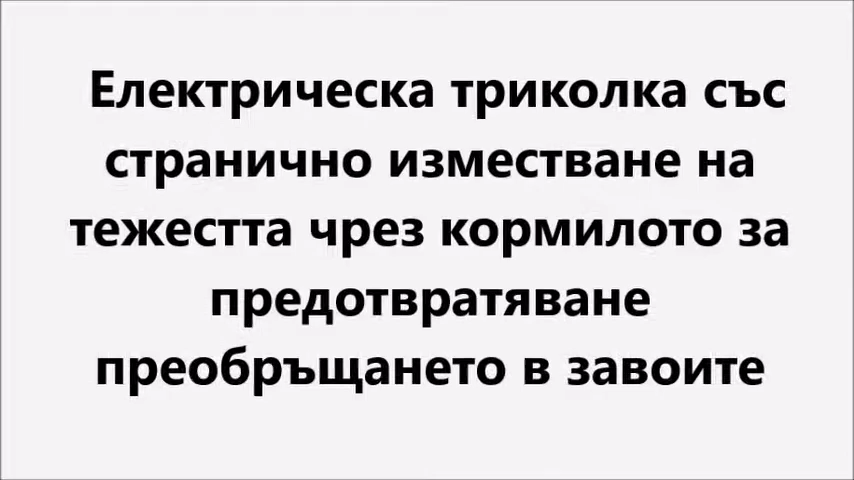 Електрическа триколка със
странично изместване на
тежестта чрез кормилото за
предотвратяване
преобръщането в завоите